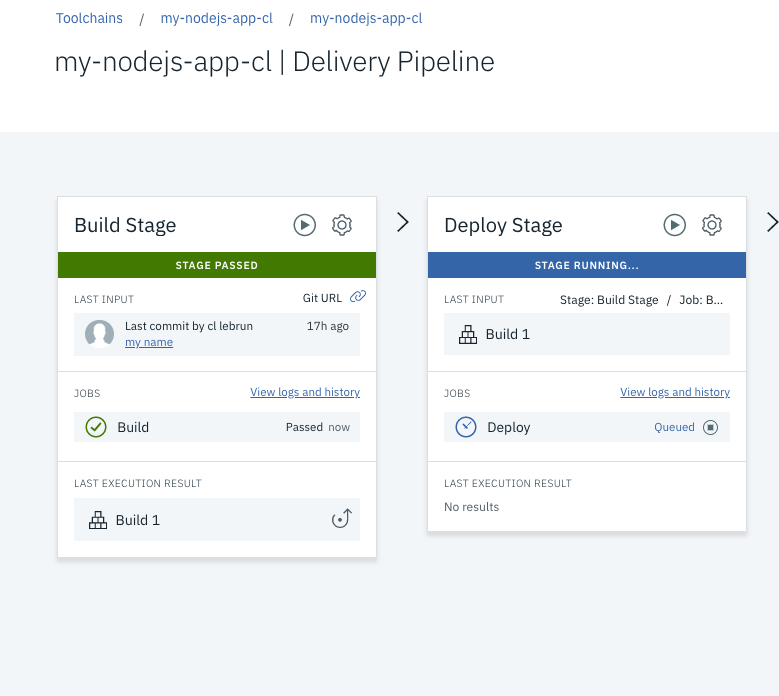 Toolchains / my-nodejs-app-cl / my-nodejs-app-cl
my-nodejs-app-cl | Delivery Pipeline
Build Stage
STAGE PASSED
LAST INPUT Git URL
Last commit by cl lebrun 17h ago
my name
JOBS View logs and history
Build Passed now
LAST EXECUTION RESULT
Build 1
Deploy Stage
STAGE RUNNING...
LAST INPUT Stage: Build Stage / Job: B...
Build 1
JOBS View logs and history
Deploy Queued
LAST EXECUTION RESULT
No results